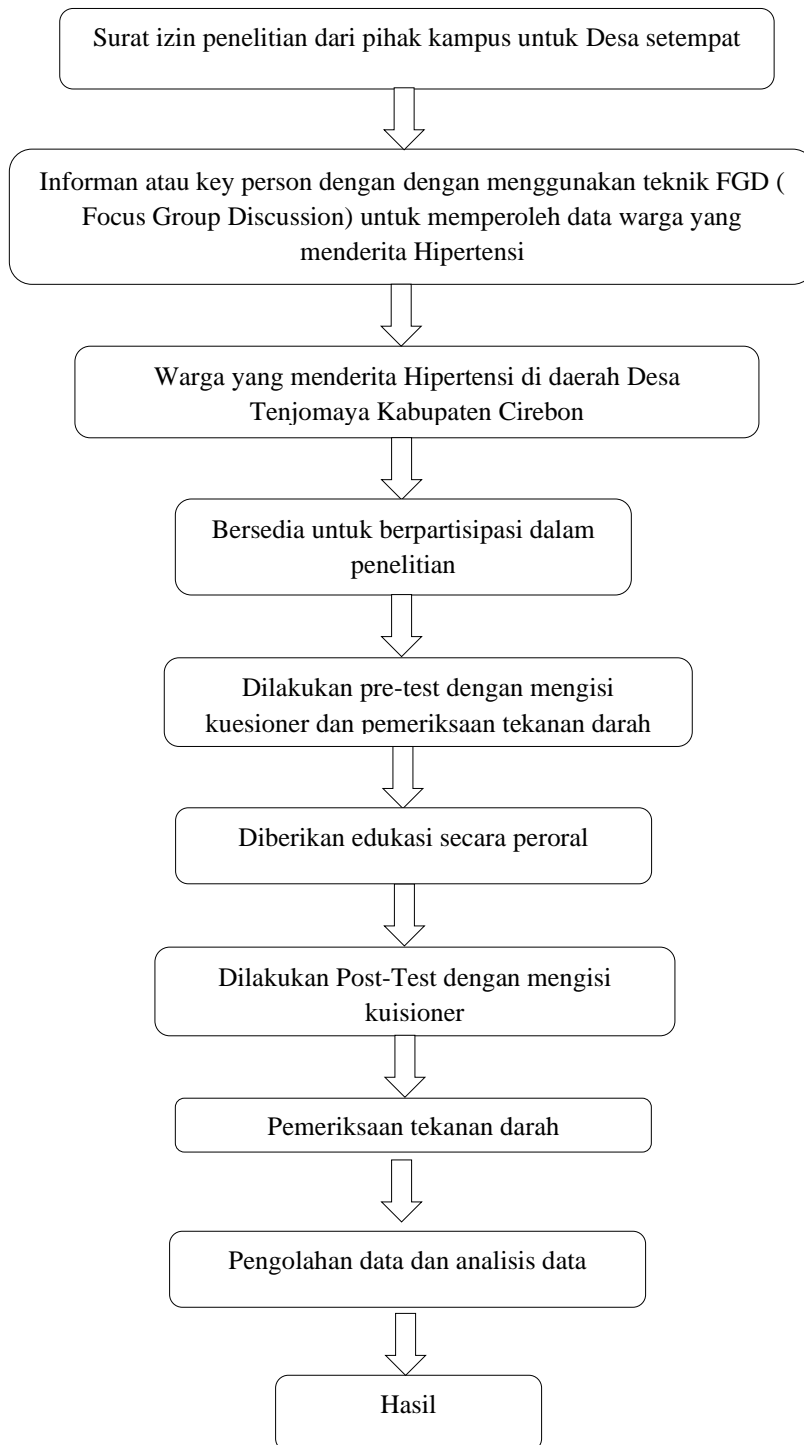 Surat izin penelitian dari pihak kampus untuk Desa setempat
Informan atau key person dengan dengan menggunakan teknik FGD (
Focus Group Discussion) untuk memperoleh data warga yang
menderita Hipertensi
Warga yang menderita Hipertensi di daerah Desa
Tenjomaya Kabupaten Cirebon
Bersedia untuk berpartisipasi dalam
penelitian
Dilakukan pre-test dengan mengisi
kuesioner dan pemeriksaan tekanan darah
Diberikan edukasi secara peroral
Dilakukan Post-Test dengan mengisi
kuisioner
Pemeriksaan tekanan darah
Pengolahan data dan analisis data
Hasil